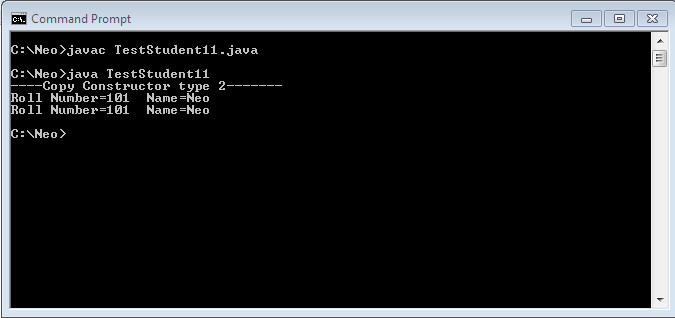 Command Prompt
C:\Neo>javac TestStudent11.java
C:\Neo>java TestStudent11
----Copy Constructor type 2-------
Roll Number=101  Name=Neo
Roll Number=101  Name=Neo
C:\Neo>